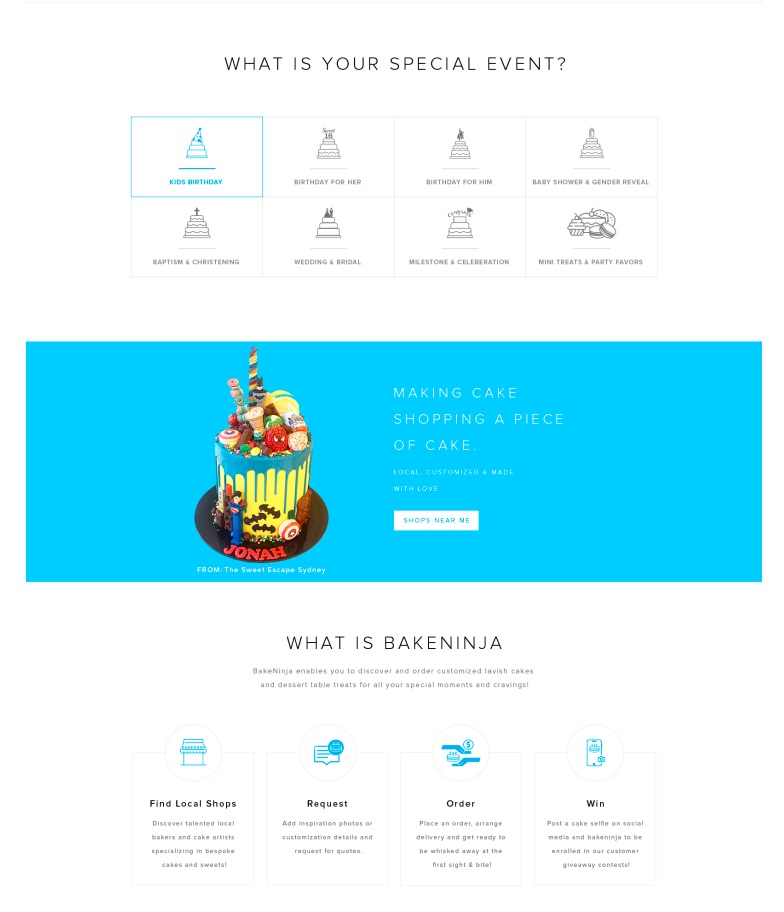 WHAT IS YOUR SPECIAL EVENT?
Sweet
16
KIDS BIRTHDAY
BIRTHDAY FOR HER
BIRTHDAY FOR HIM
BABY SHOWER & GENDER REVEAL
Congrats
BAPTISM & CHRISTENING
WEDDING & BRIDAL
MILESTONE & CELEBERATION
MINI TREATS & PARTY FAVORS
MAKING CAKE
SHOPPING A PIECE
OF CAKE.
LOCAL, CUSTOMIZED & MADE
WITH LOVE
SHOPS NEAR ME
JONAH
FROM: The Sweet Escape Sydney
WHAT IS BAKENINJA
BakeNinja enables you to discover and order customized lavish cakes
and dessert table treats for all your special moments and cravings!
$
Find Local Shops
Discover talented local
bakers and cake artists
specializing in bespoke
cakes and sweets!
Request
Add inspiration photos or
customization details and
request for quotes.
Order
Place an order, arrange
delivery and get ready to
be whisked away at the
first sight & bite!
Win
Post a cake selfie on social
media and bakeninja to be
enrolled in our customer
giveaway contests!